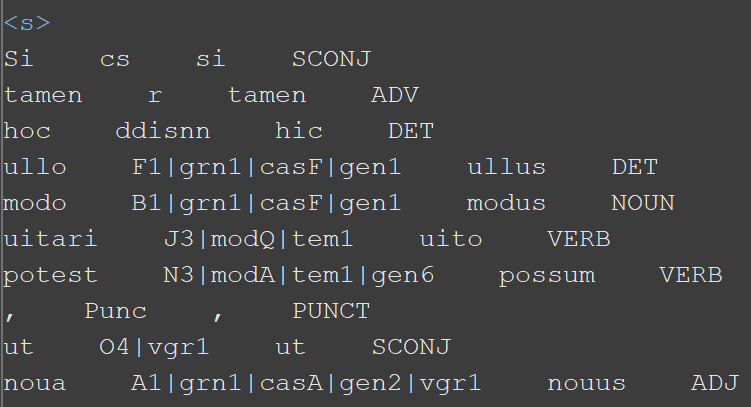 <s>
Si cs si SCONJ
tamen r tamen ADV
hoc ddisnn hic DET
ullo F1|grn1|casF|gen1 ullus DET
modo B1|grn1|casF|gen1 modus NOUN
uitari J3|modQ|tem1 uito VERB
potest N3|modA|tem1|gen6 possum VERB
, Punc , PUNCT
ut O4|vgr1 ut SCONJ
noua A1|grn1|casA|gen2|vgr1 nouus ADJ